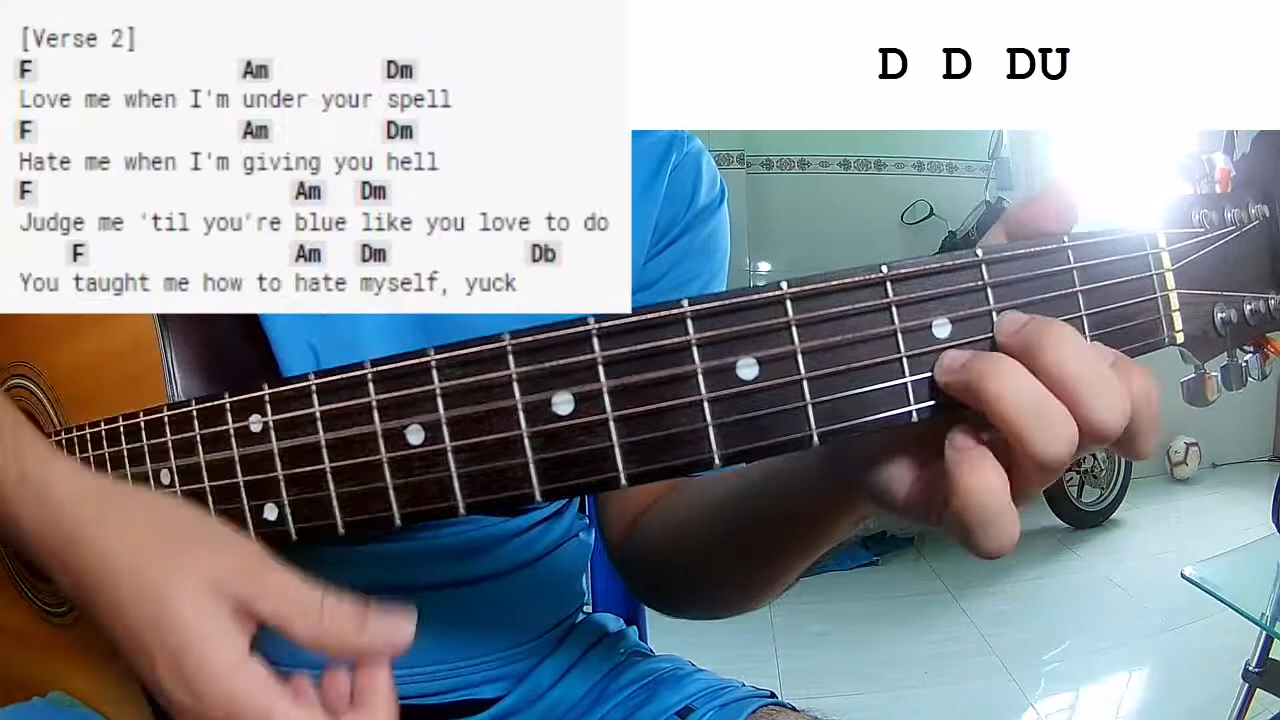 [Verse 2]
F Am Dm
Love me when I'm under your spell
F Am Dm
Hate me when I'm giving you hell
F Am Dm
Judge me 'til you're blue like you love to do
F Am Dm Db
You taught me how to hate myself, yuck
D D DU